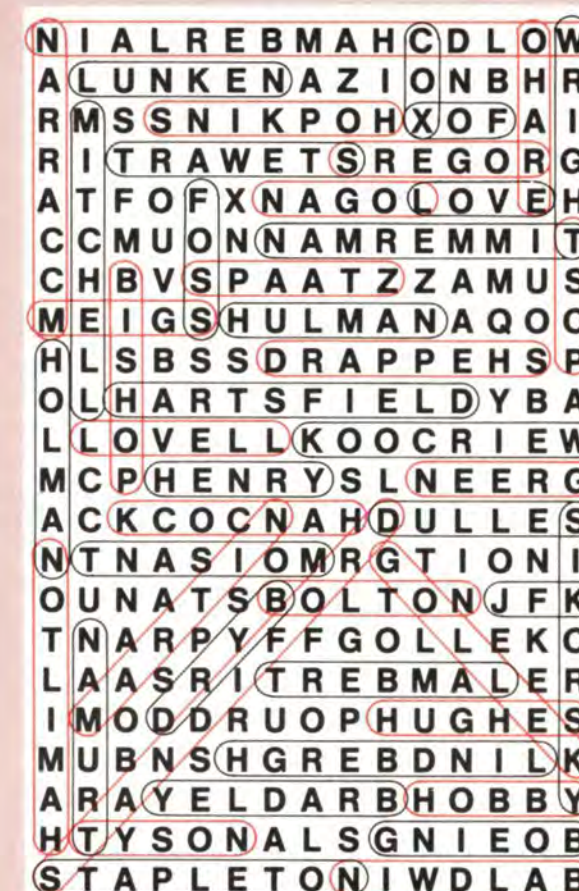 NIALREBMAHCDLOW
ALUNKENAZIONBHR
RMSSNIKPOHXOFAI
RITRAWETSREGORG
ATFOFXNAGOLOVEH
CCMUONNAMREMMIT
CHBVSPAATZZAMUS
MEIGSHULMANAQOC
HLSBSSDRAPPEHSP
OLHARTSFIELDYBA
LLOVELLKOOCRIEW
MCPHENRYSLNEERG
ACKCOCNAHDULLES
NTNASIOMRGTIONI
OUNATSBOLTONJFK
TNARPYFFGOLLEKC
LAASRITREBMALER
IMODDRUOPHUGHES
MUBNSHGREBDNILK
ARAYELDARBHOBBY
HTYSONALSGNIEOB
STAPLETONIWDLAB